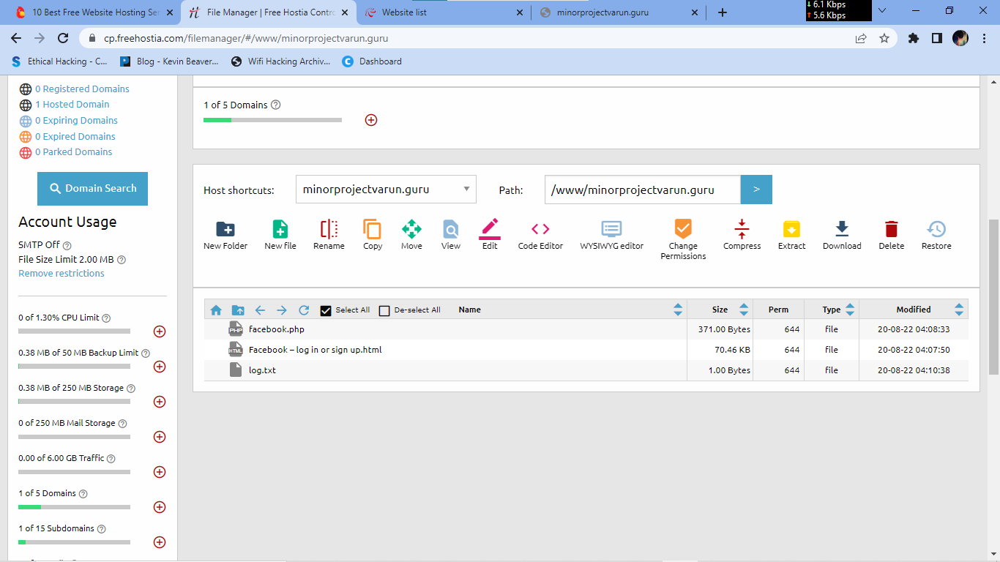 10 Best Free Website Hosting Ser
File Manager | Free Hostia Contro
Website list
minorprojectvarun.guru
↓ 6.1 Kbps
↑ 5.6 Kbps
cp.freehostia.com/filemanager/#/www/minorprojectvarun.guru
Ethical Hacking - C...
Blog - Kevin Beaver...
Wifi Hacking Archiv...
Dashboard
0 Registered Domains
1 Hosted Domain
0 Expiring Domains
0 Expired Domains
0 Parked Domains
Domain Search
Account Usage
SMTP Off
File Size Limit 2.00 MB
Remove restrictions
0 of 1.30% CPU Limit
0.38 MB of 50 MB Backup Limit
0.38 MB of 250 MB Storage
0 of 250 MB Mail Storage
0.00 of 6.00 GB Traffic
1 of 5 Domains
1 of 15 Subdomains
1 of 5 Domains
Host shortcuts: minorprojectvarun.guru Path: /www/minorprojectvarun.guru >
New Folder New file Rename Copy Move View Edit Code Editor WYSIWYG editor Change Permissions Compress Extract Download Delete Restore
Select All De-select All Name Size Perm Type Modified
PHP facebook.php 371.00 Bytes 644 file 20-08-22 04:08:33
HTML Facebook – log in or sign up.html 70.46 KB 644 file 20-08-22 04:07:50
log.txt 1.00 Bytes 644 file 20-08-22 04:10:38